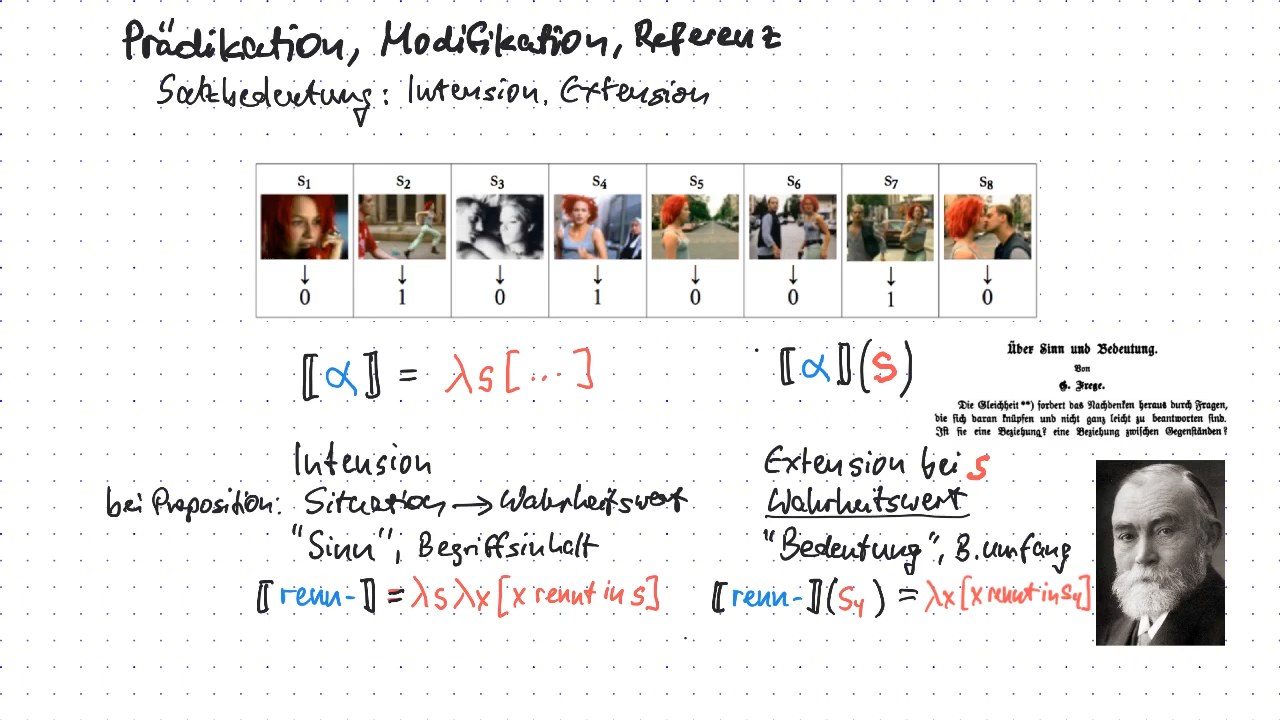 Prädikation, Modifikation, Referenz
Satzbedeutung: Intension, Extension
S1 S2 S3 S4 S5 S6 S7 S8
↓ ↓ ↓ ↓ ↓ ↓ ↓ ↓
0 1 0 1 0 0 1 0
⟦α⟧ = λs[...]
⟦α⟧(s)
Über Sinn und Bedeutung.
Von
G. Frege.
Die Gleichheit**) fordert das Nachdenken heraus durch Fragen,
die sich daran knüpfen und nicht ganz leicht zu beantworten sind.
Ist sie eine Beziehung? eine Beziehung zwischen Gegenständen?
Intension
bei Proposition: Situation → Wahrheitswert
"Sinn", Begriffsinhalt
⟦renn-⟧ = λsλx[x rennt in s]
Extension bei s
Wahrheitswert
"Bedeutung", B.umfang
⟦renn-⟧(s4) = λx[x rennt in s4]